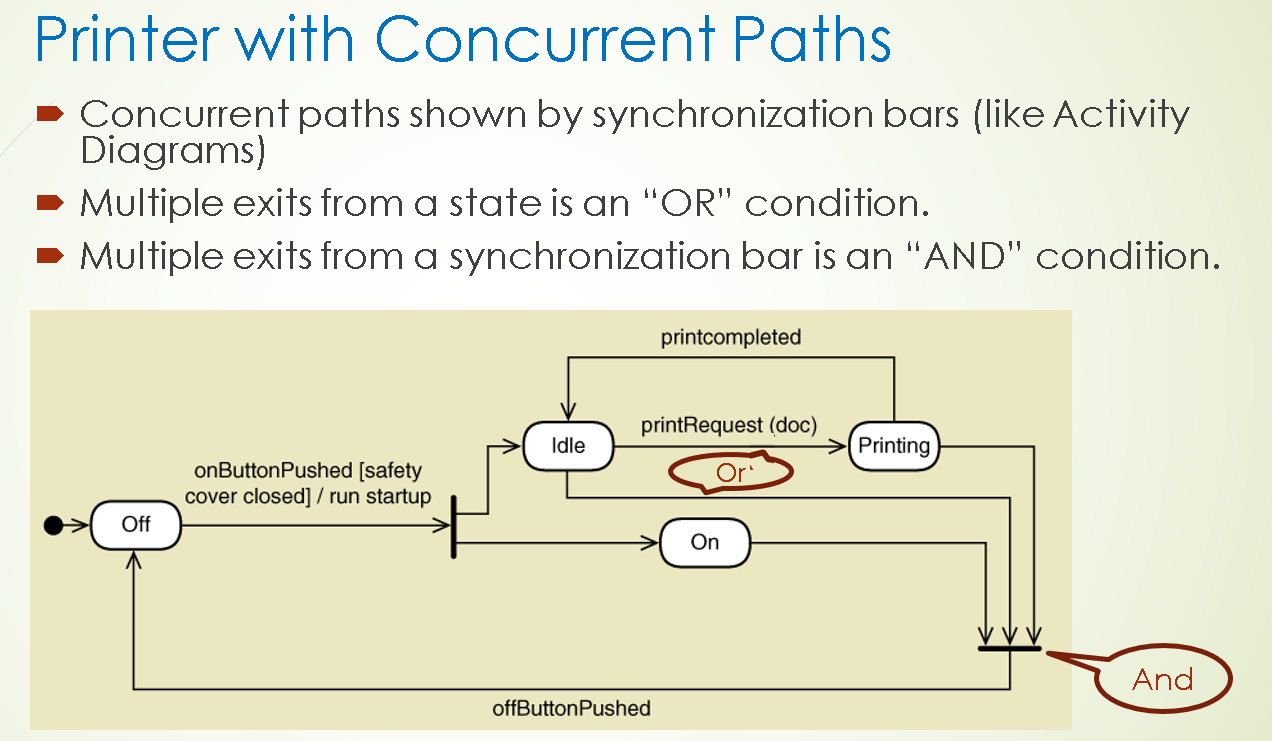 Printer with Concurrent Paths
Concurrent paths shown by synchronization bars (like Activity
Diagrams)
Multiple exits from a state is an “OR” condition.
Multiple exits from a synchronization bar is an “AND” condition.
printcompleted
printRequest (doc)
Idle
Printing
Or
onButtonPushed [safety
cover closed] / run startup
Off
On
And
offButtonPushed